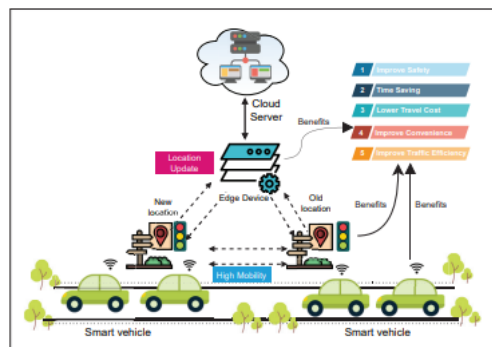 Cloud
Server
Benefits
1 Improve Safety
2 Time Saving
3 Lower Travel Cost
4 Improve Convenience
5 Improve Traffic Efficiency
Location
Update
New
location
Edge Device
Old
location
Benefits
Benefits
High Mobility
Smart vehicle
Smart vehicle